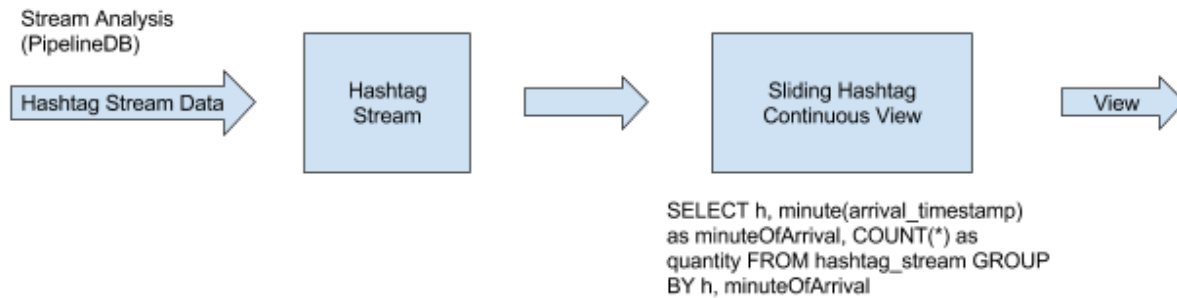 Stream Analysis
(PipelineDB)
Hashtag Stream Data
Hashtag
Stream
Sliding Hashtag
Continuous View
View
SELECT h, minute(arrival_timestamp)
as minuteOfArrival, COUNT(*) as
quantity FROM hashtag_stream GROUP
BY h, minuteOfArrival